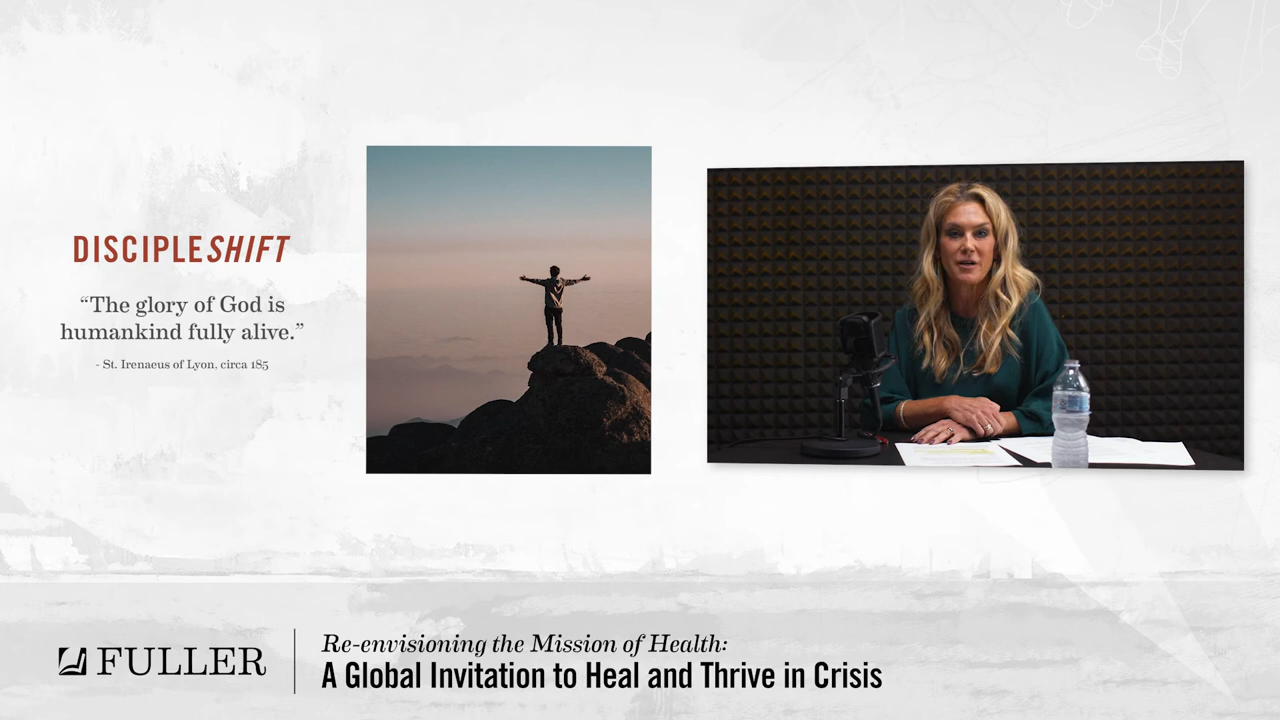 DISCIPLESHIFT
“The glory of God is
humankind fully alive.”
- St. Irenaeus of Lyon, circa 185
FULLER
Re-envisioning the Mission of Health:
A Global Invitation to Heal and Thrive in Crisis